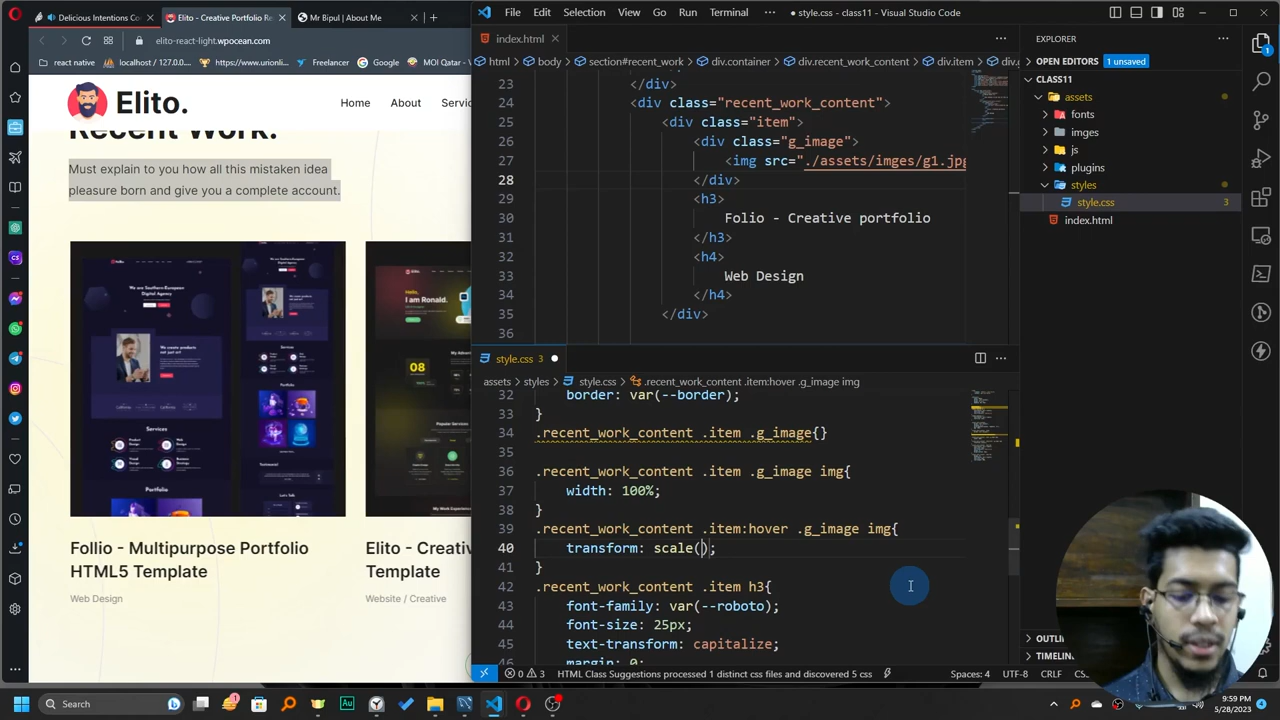 Delicious Intentions Co
Elito - Creative Portfolio Re
Mr Bipul | About Me
elito-react-light.wpocean.com
react native
localhost / 127.0.0....
https://www.urionli...
Freelancer
Google
MOI Qatar -
Elito.
Home
About
Servic
Recent Work.
Must explain to you how all this mistaken idea
pleasure born and give you a complete account.
Follio - Multipurpose Portfolio
HTML5 Template
Web Design
Elito - Creativ
Template
Website / Creative
File
Edit
Selection
View
Go
Run
Terminal
...
● style.css - class11 - Visual Studio Code
index.html
html > body > section#recent_work > div.container > div.recent_work_content > div.item > div.g
23 </div>
24 <div class="recent_work_content">
25 <div class="item">
26 <div class="g_image">
27 <img src="./assets/imges/g1.jpg
28 </div>
29 <h3>
30 Folio - Creative portfolio
31 </h3>
32 <h4>
33 Web Design
34 </h4>
35 </div>
36
style.css 3
assets > styles > style.css > .recent_work_content .item:hover .g_image img
32 border: var(--border);
33 }
34 .recent_work_content .item .g_image{}
35
36 .recent_work_content .item .g_image img{
37 width: 100%;
38 }
39 .recent_work_content .item:hover .g_image img{
40 transform: scale();
41 }
42 .recent_work_content .item h3{
43 font-family: var(--roboto);
44 font-size: 25px;
45 text-transform: capitalize;
46 margin: 0;
EXPLORER
OPEN EDITORS
1 unsaved
CLASS11
assets
fonts
imges
js
plugins
styles
style.css 3
index.html
OUTLI
TIMELIN
0 3
HTML Class Suggestions processed 1 distinct css files and discovered 5 css
Spaces: 4
UTF-8
CRLF
Search
9:59 PM
5/28/2023